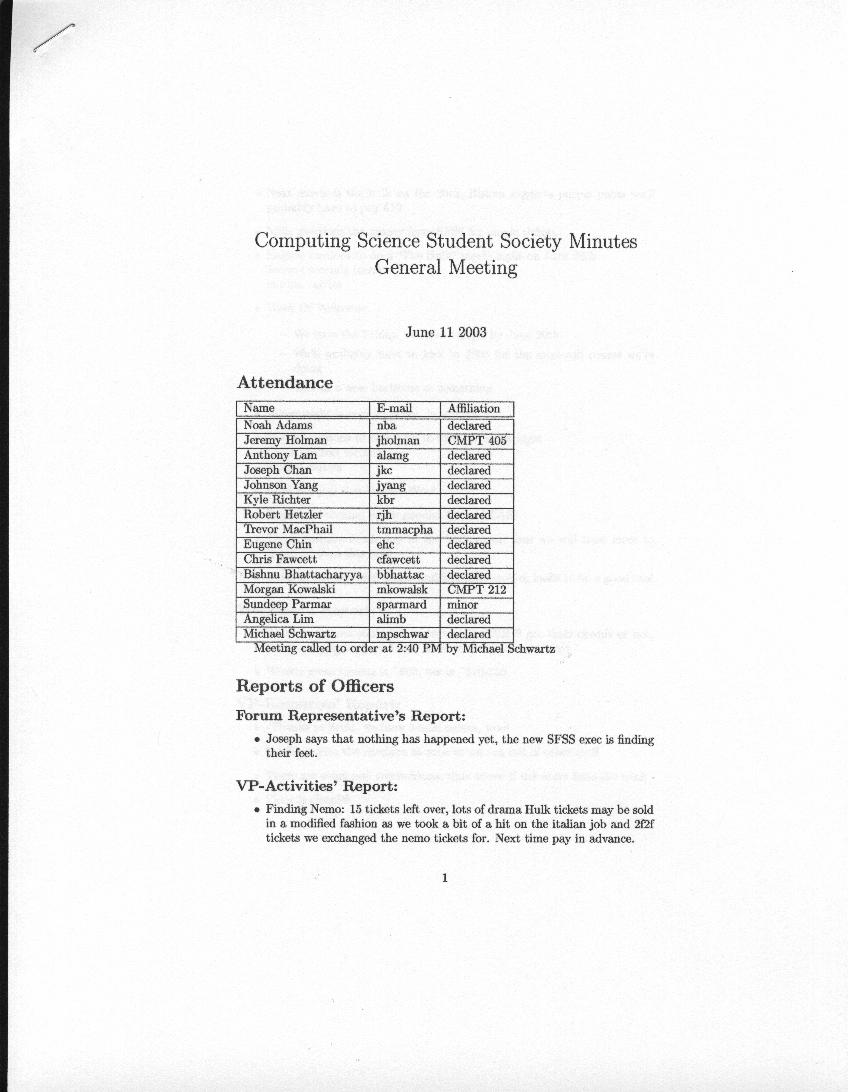 Computing Science Student Society Minutes
General Meeting
June 11 2003
Attendance
Name E-mail Affiliation
Noah Adams nba declared
Jeremy Holman jholman CMPT 405
Anthony Lam alamg declared
Joseph Chan jkc declared
Johnson Yang jyang declared
Kyle Richter kbr declared
Robert Hetzler rjh declared
Trevor MacPhail tmmacpha declared
Eugene Chin ehc declared
Chris Fawcett cfawcett declared
Bishnu Bhattacharyya bbhattac declared
Morgan Kowalski mkowalsk CMPT 212
Sundeep Parmar sparmard minor
Angelica Lim alimb declared
Michael Schwartz mpschwar declared
Meeting called to order at 2:40 PM by Michael Schwartz
Reports of Officers
Forum Representative's Report:
• Joseph says that nothing has happened yet, the new SFSS exec is finding
their feet.
VP-Activities' Report:
• Finding Nemo: 15 tickets left over, lots of drama Hulk tickets may be sold
in a modified fashion as we took a bit of a hit on the italian job and 2f2f
tickets we exchanged the nemo tickets for. Next time pay in advance.
1